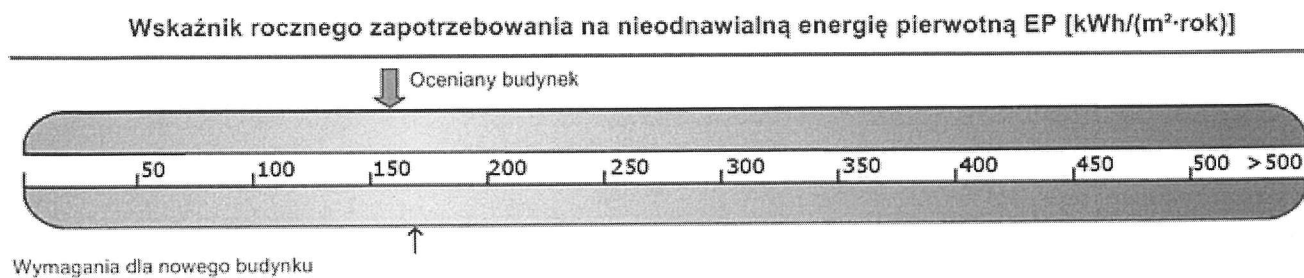 Wskaźnik rocznego zapotrzebowania na nieodnawialną energię pierwotną EP [kWh/(m²·rok)]
Oceniany budynek
50 100 150 200 250 300 350 400 450 500 >500
Wymagania dla nowego budynku